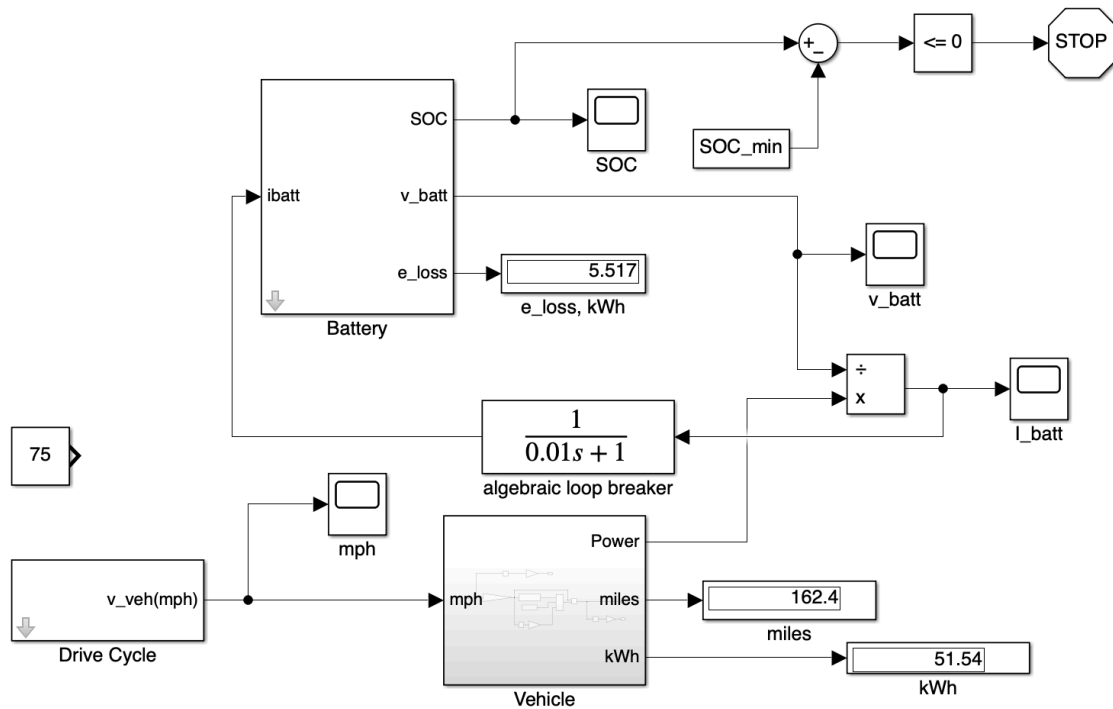 +
−
<= 0
STOP
SOC
SOC
SOC_min
ibatt
v_batt
v_batt
e_loss
5.517
e_loss, kWh
Battery
÷
x
I_batt
1
0.01s + 1
algebraic loop breaker
75
mph
Power
v_veh(mph)
mph
miles
162.4
miles
Drive Cycle
kWh
51.54
kWh
Vehicle